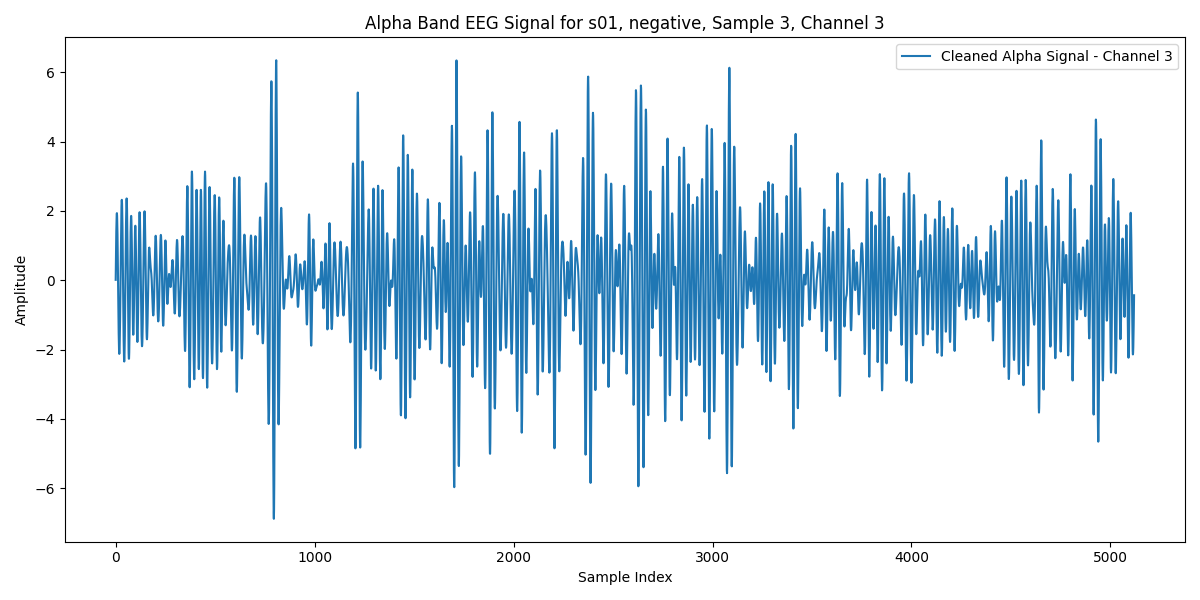 Alpha Band EEG Signal for s01, negative, Sample 3, Channel 3
Cleaned Alpha Signal - Channel 3
Amplitude
6
4
2
0
−2
−4
−6
0 1000 2000 3000 4000 5000
Sample Index